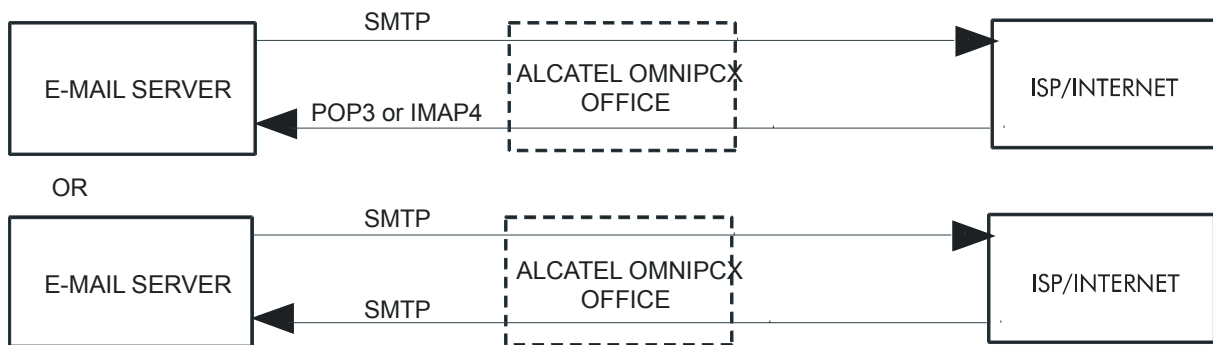 SMTP
E-MAIL SERVER
ALCATEL OMNIPCX
OFFICE
ISP/INTERNET
POP3 or IMAP4
OR
SMTP
E-MAIL SERVER
ALCATEL OMNIPCX
OFFICE
ISP/INTERNET
SMTP